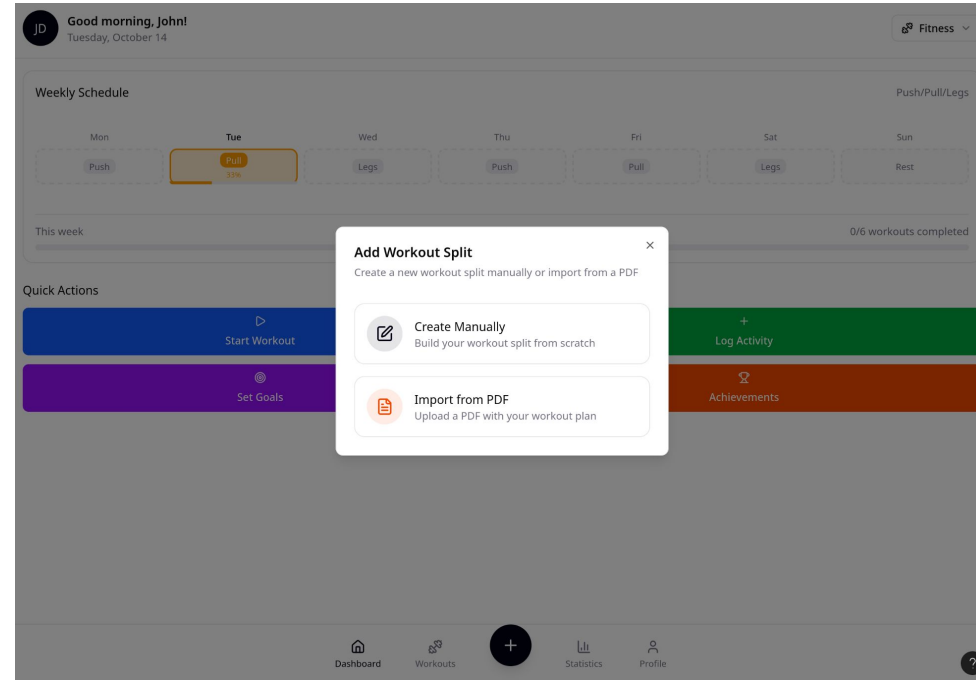 JD
Good morning, John!
Tuesday, October 14
Fitness
Weekly Schedule
Push/Pull/Legs
Mon
Tue
Wed
Thu
Fri
Sat
Sun
Push
Pull
33%
Legs
Push
Pull
Legs
Rest
This week
0/6 workouts completed
Add Workout Split
Create a new workout split manually or import from a PDF
Create Manually
Build your workout split from scratch
Import from PDF
Upload a PDF with your workout plan
Quick Actions
Start Workout
Log Activity
Set Goals
Achievements
Dashboard
Workouts
Statistics
Profile
?